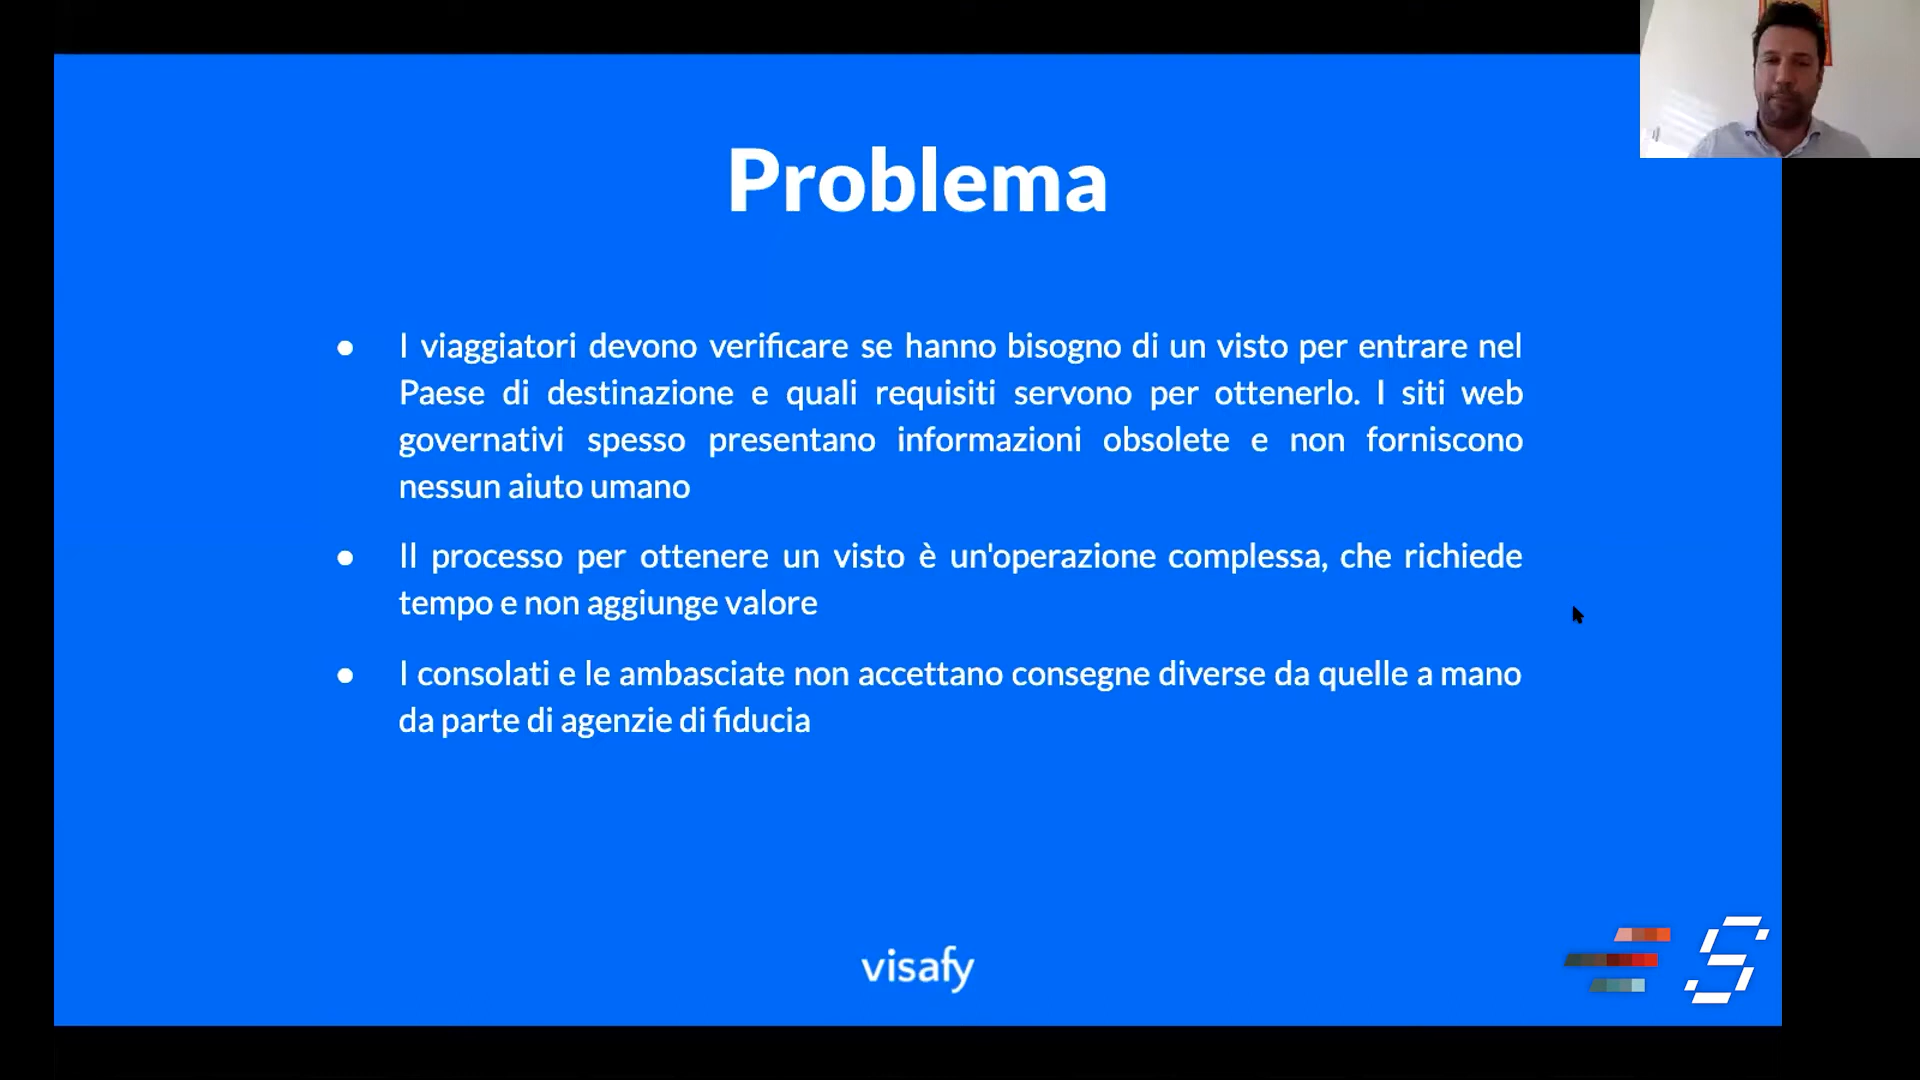 Problema
● I viaggiatori devono verificare se hanno bisogno di un visto per entrare nel
Paese di destinazione e quali requisiti servono per ottenerlo. I siti web
governativi spesso presentano informazioni obsolete e non forniscono
nessun aiuto umano
● Il processo per ottenere un visto è un'operazione complessa, che richiede
tempo e non aggiunge valore
● I consolati e le ambasciate non accettano consegne diverse da quelle a mano
da parte di agenzie di fiducia
visafy
S